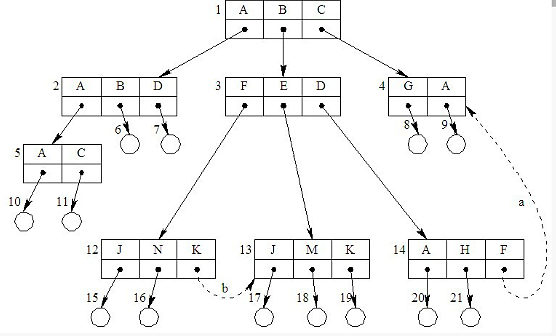 1 A B C
2 A B D
3 F E D
4 G A
6 7
8 9
5 A C
10 11
a
12 J N K
13 J M K
14 A H F
b
15 16
17 18 19
20 21